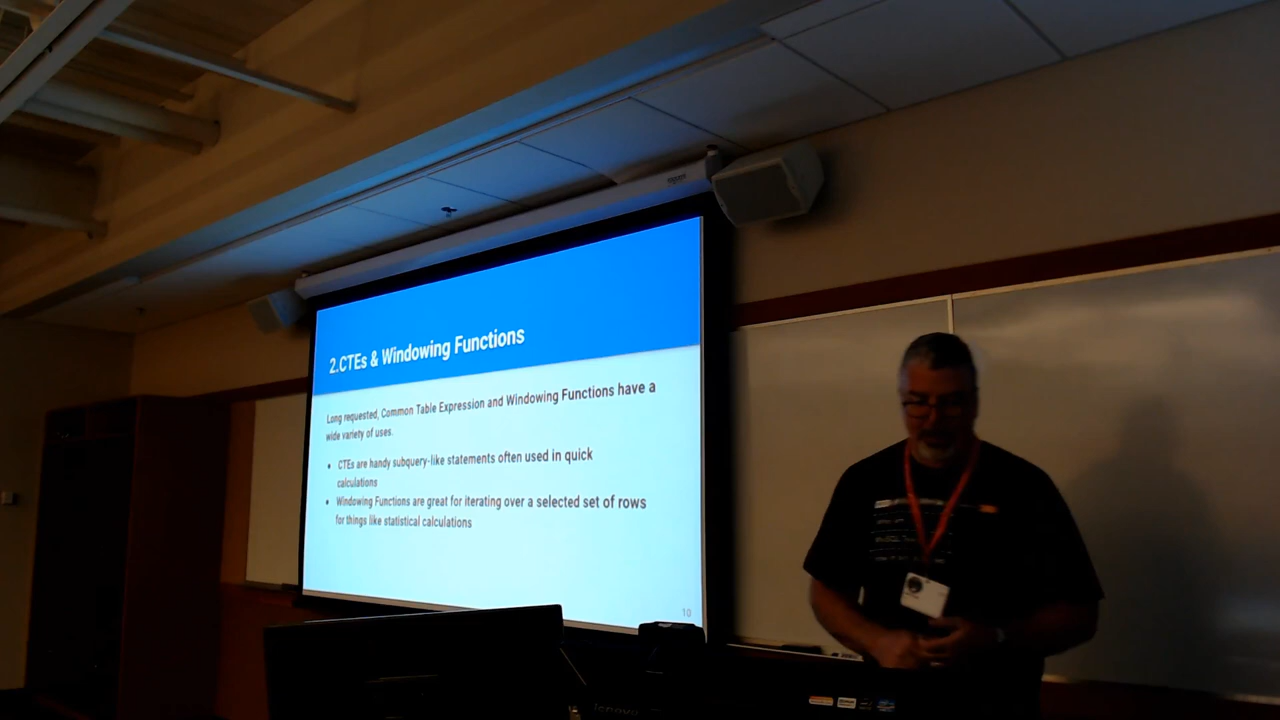 2.CTEs & Windowing Functions
Long requested, Common Table Expression and Windowing Functions have a
wide variety of uses.
• CTEs are handy subquery-like statements often used in quick
calculations
• Windowing Functions are great for iterating over a selected set of rows
for things like statistical calculations
10
lenovo